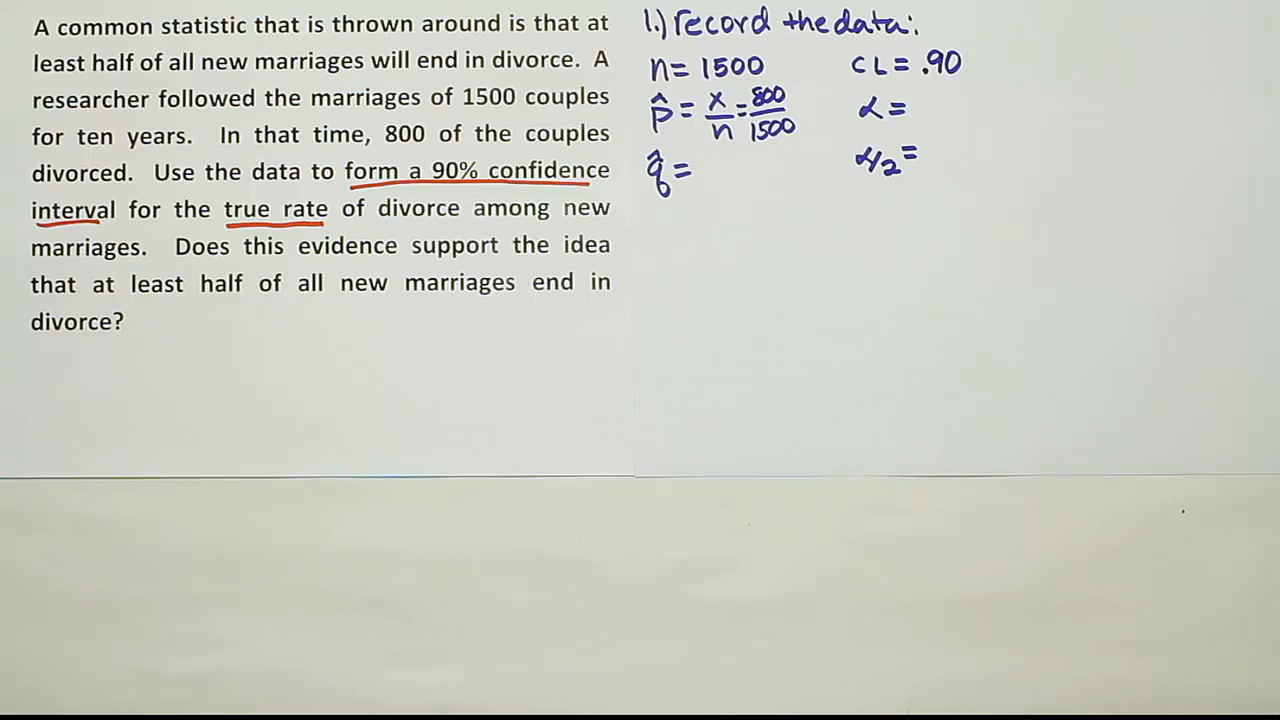 A common statistic that is thrown around is that at
least half of all new marriages will end in divorce. A
researcher followed the marriages of 1500 couples
for ten years. In that time, 800 of the couples
divorced. Use the data to form a 90% confidence
interval for the true rate of divorce among new
marriages. Does this evidence support the idea
that at least half of all new marriages end in
divorce?
1.) record the data:
n = 1500
p̂ = x/n = 800/1500
q̂ =
CL = .90
α =
α/2 =